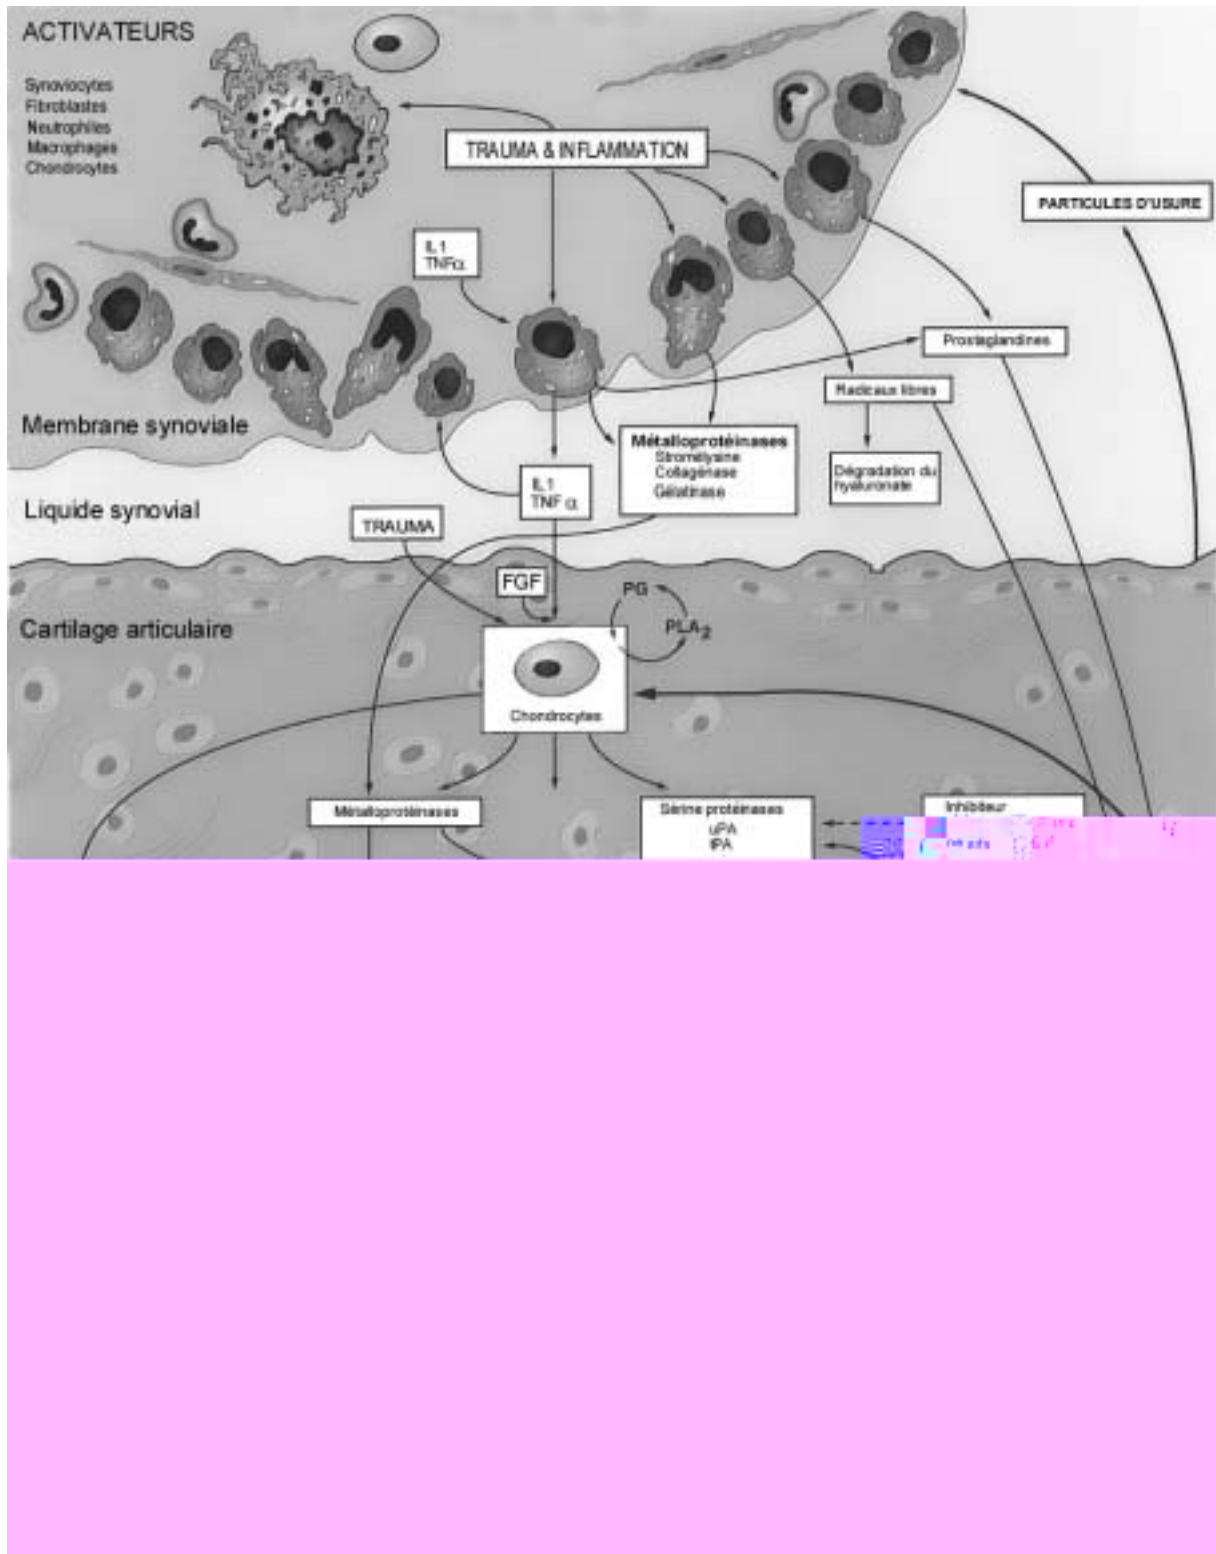 ACTIVATEURS
Synoviocytes
Fibroblastes
Neutrophiles
Macrophages
Chondrocytes
TRAUMA & INFLAMMATION
PARTICULES D'USURE
IL1
TNFα
Prostaglandines
Radicaux libres
Membrane synoviale
Métalloprotéinases
Stromélysine
Collagénase
Gélatinase
Dégradation du
hyaluronate
IL1
TNF α
Liquide synovial
TRAUMA
FGF
PG
PLA2
Cartilage articulaire
Chondrocytes
Métalloprotéinases
Sérine protéinases
uPA
tPA
Inhibiteur